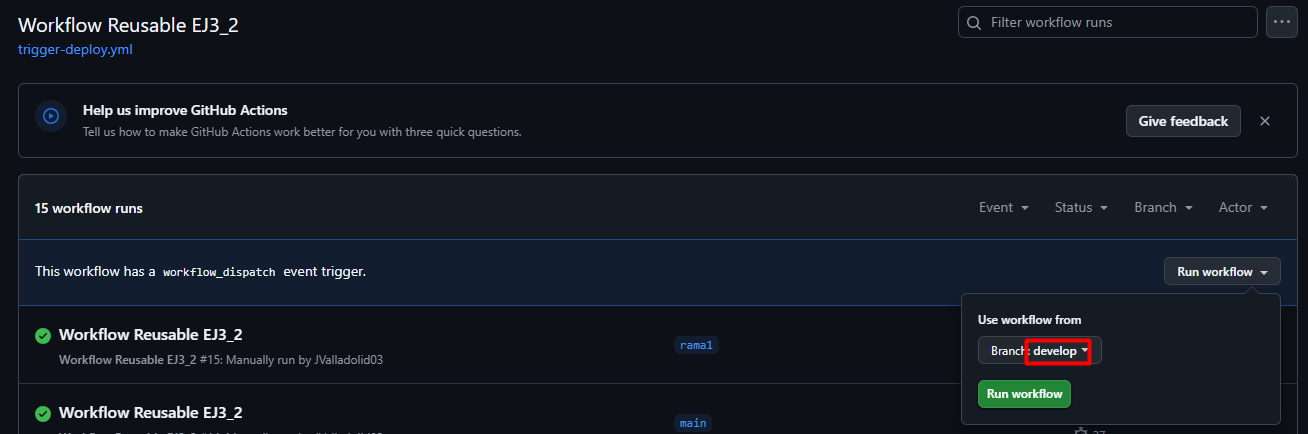 Workflow Reusable EJ3_2
trigger-deploy.yml
Filter workflow runs
Help us improve GitHub Actions
Tell us how to make GitHub Actions work better for you with three quick questions.
Give feedback
15 workflow runs
Event
Status
Branch
Actor
This workflow has a workflow_dispatch event trigger.
Run workflow
Use workflow from
Branch: develop
Run workflow
Workflow Reusable EJ3_2
Workflow Reusable EJ3_2 #15: Manually run by JValladolid03
rama1
Workflow Reusable EJ3_2
main